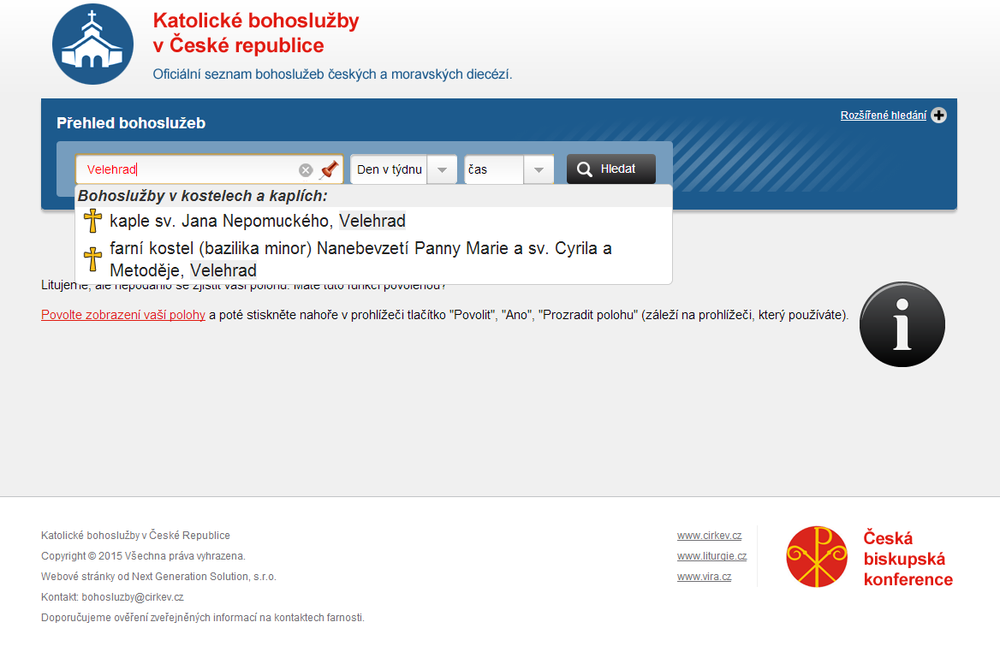 Katolické bohoslužby
v České republice
Oficiální seznam bohoslužeb českých a moravských diecézí.
Rozšířené hledání
Přehled bohoslužeb
Velehrad
Den v týdnu
čas
Hledat
Bohoslužby v kostelech a kaplích:
kaple sv. Jana Nepomuckého, Velehrad
farní kostel (bazilika minor) Nanebevzetí Panny Marie a sv. Cyrila a
Metoděje, Velehrad
Litujeme, ale nepodařilo se zjistit vaši polohu. Máte tuto funkci povolenou?
Povolte zobrazení vaší polohy a poté stiskněte nahoře v prohlížeči tlačítko "Povolit", "Ano", "Prozradit polohu" (záleží na prohlížeči, který používáte).
i
Katolické bohoslužby v České Republice
Copyright © 2015 Všechna práva vyhrazena.
Webové stránky od Next Generation Solution, s.r.o.
Kontakt: bohosluzby@cirkev.cz
Doporučujeme ověření zveřejněných informací na kontaktech farnosti.
www.cirkev.cz
www.liturgie.cz
www.vira.cz
Česká
biskupská
konference